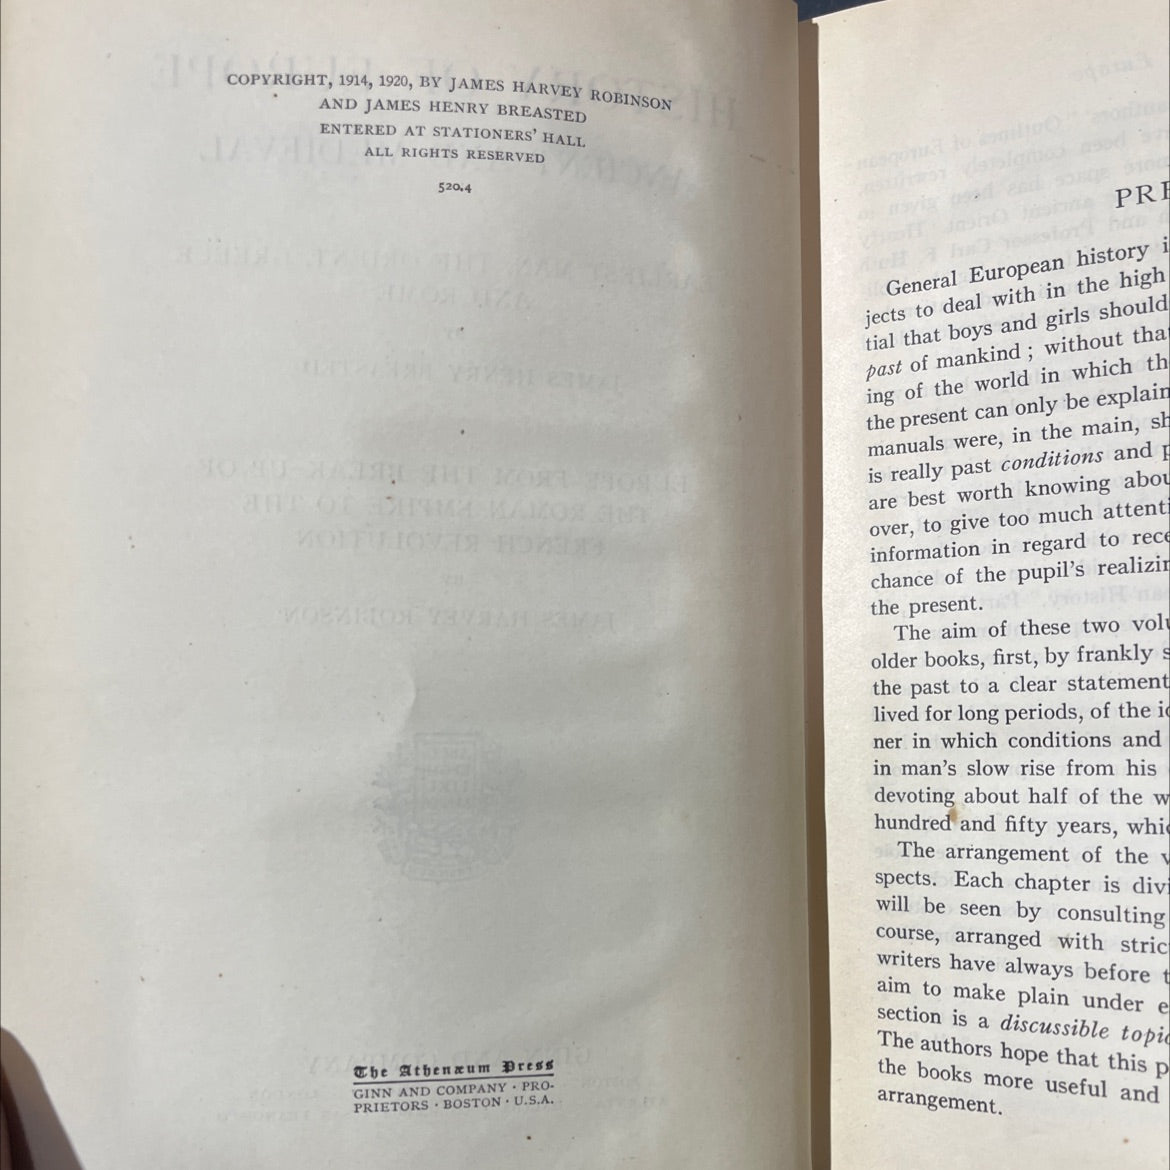 COPYRIGHT, 1914, 1920, BY JAMES HARVEY ROBINSON
AND JAMES HENRY BREASTED
ENTERED AT STATIONERS' HALL
ALL RIGHTS RESERVED
520.4
The Athenæum Press
GINN AND COMPANY · PRO-
PRIETORS · BOSTON · U.S.A.
PRE
General European history i
jects to deal with in the high
tial that boys and girls should
past of mankind ; without tha
ing of the world in which th
the present can only be explain
manuals were, in the main, sh
is really past conditions and p
are best worth knowing abou
over, to give too much attenti
information in regard to rece
chance of the pupil's realizin
the present.
The aim of these two volu
older books, first, by frankly s
the past to a clear statement
lived for long periods, of the id
ner in which conditions and
in man's slow rise from his
devoting about half of the w
hundred and fifty years, whic
The arrangement of the v
spects. Each chapter is divi
will be seen by consulting
course, arranged with stric
writers have always before t
aim to make plain under e
section is a discussible topic
The authors hope that this p
the books more useful and
arrangement.